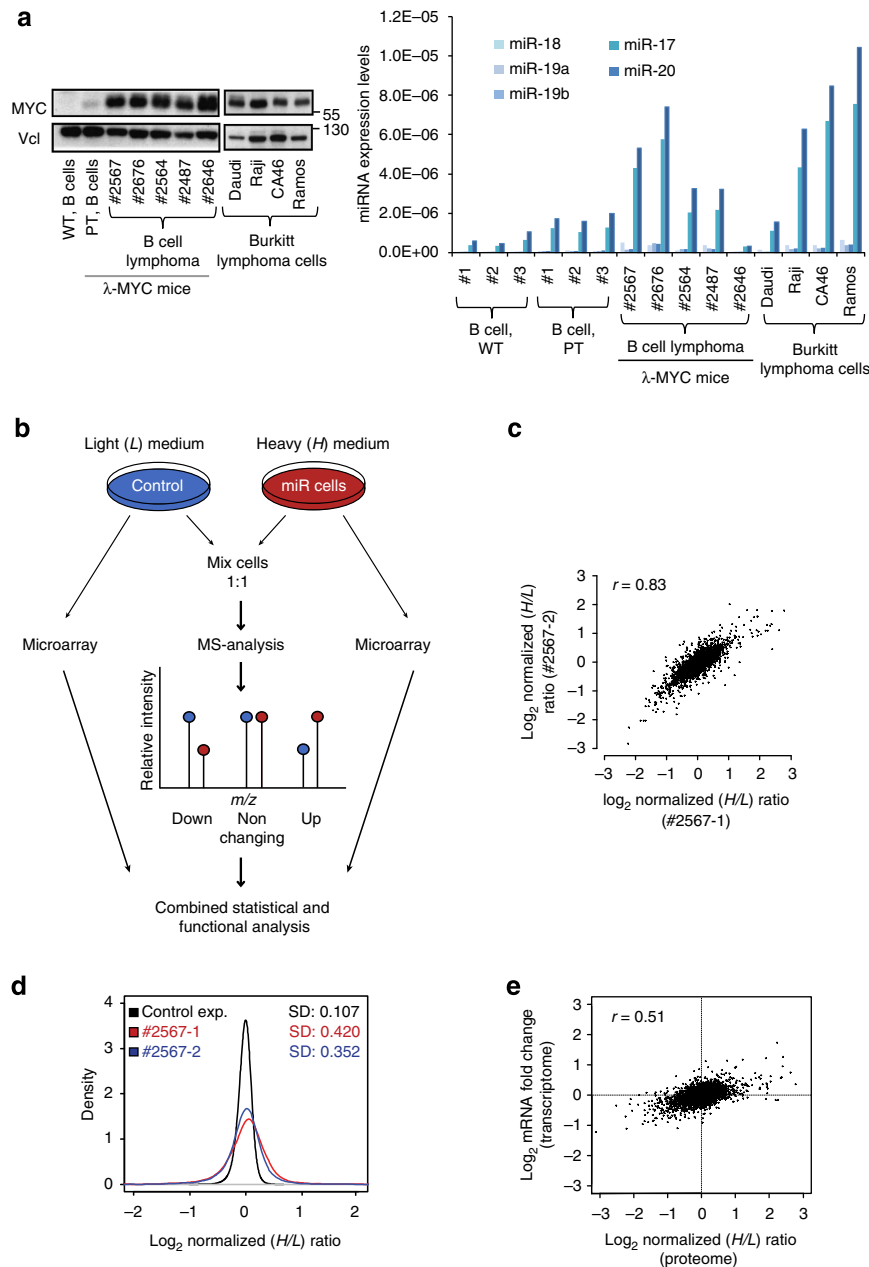 a
MYC
Vcl
55
130
WT, B cells
PT, B cells
#2567
#2676
#2564
#2487
#2646
Daudi
Raji
CA46
Ramos
B cell
lymphoma
Burkitt
lymphoma cells
λ-MYC mice
miRNA expression levels
1.2E–05
1.0E–05
8.0E–06
6.0E–06
4.0E–06
2.0E–06
0.0E+00
miR-18
miR-17
miR-19a
miR-20
miR-19b
#1
#2
#3
#1
#2
#3
#2567
#2676
#2564
#2487
#2646
Daudi
Raji
CA46
Ramos
B cell,
WT
B cell,
PT
B cell lymphoma
λ-MYC mice
Burkitt
lymphoma cells
b
Light (L) medium
Heavy (H) medium
Control
miR cells
Mix cells
1:1
Microarray
MS-analysis
Microarray
Relative intensity
m/z
Down
Non
changing
Up
Combined statistical and
functional analysis
c
r = 0.83
Log2 normalized (H/L)
ratio (#2567-2)
3
2
1
0
–1
–2
–3
–3 –2 –1 0 1 2 3
log2 normalized (H/L) ratio
(#2567-1)
d
Control exp. SD: 0.107
#2567-1 SD: 0.420
#2567-2 SD: 0.352
Density
4
3
2
1
0
–2 –1 0 1 2
Log2 normalized (H/L) ratio
e
r = 0.51
Log2 mRNA fold change
(transcriptome)
3
2
1
0
–1
–2
–3
–3 –2 –1 0 1 2 3
Log2 normalized (H/L) ratio
(proteome)